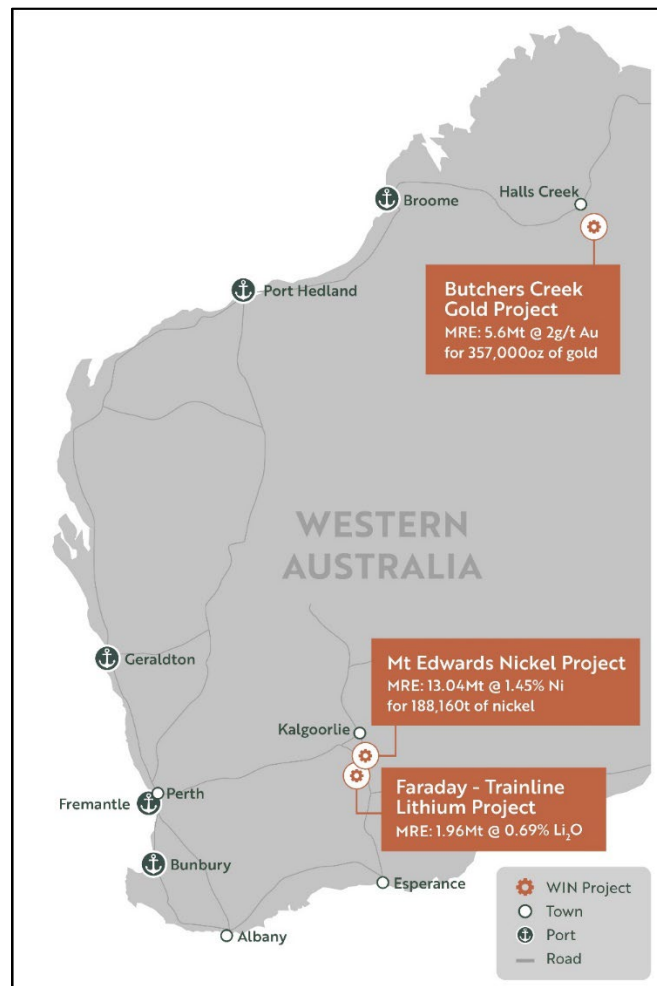 Halls Creek
Broome
Port Hedland
Butchers Creek
Gold Project
MRE: 5.6Mt @ 2g/t Au
for 357,000oz of gold
WESTERN
AUSTRALIA
Geraldton
Mt Edwards Nickel Project
MRE: 13.04Mt @ 1.45% Ni
for 188,160t of nickel
Kalgoorlie
Faraday - Trainline
Lithium Project
MRE: 1.96Mt @ 0.69% Li₂O
Perth
Fremantle
Bunbury
Esperance
Albany
WIN Project
Town
Port
Road